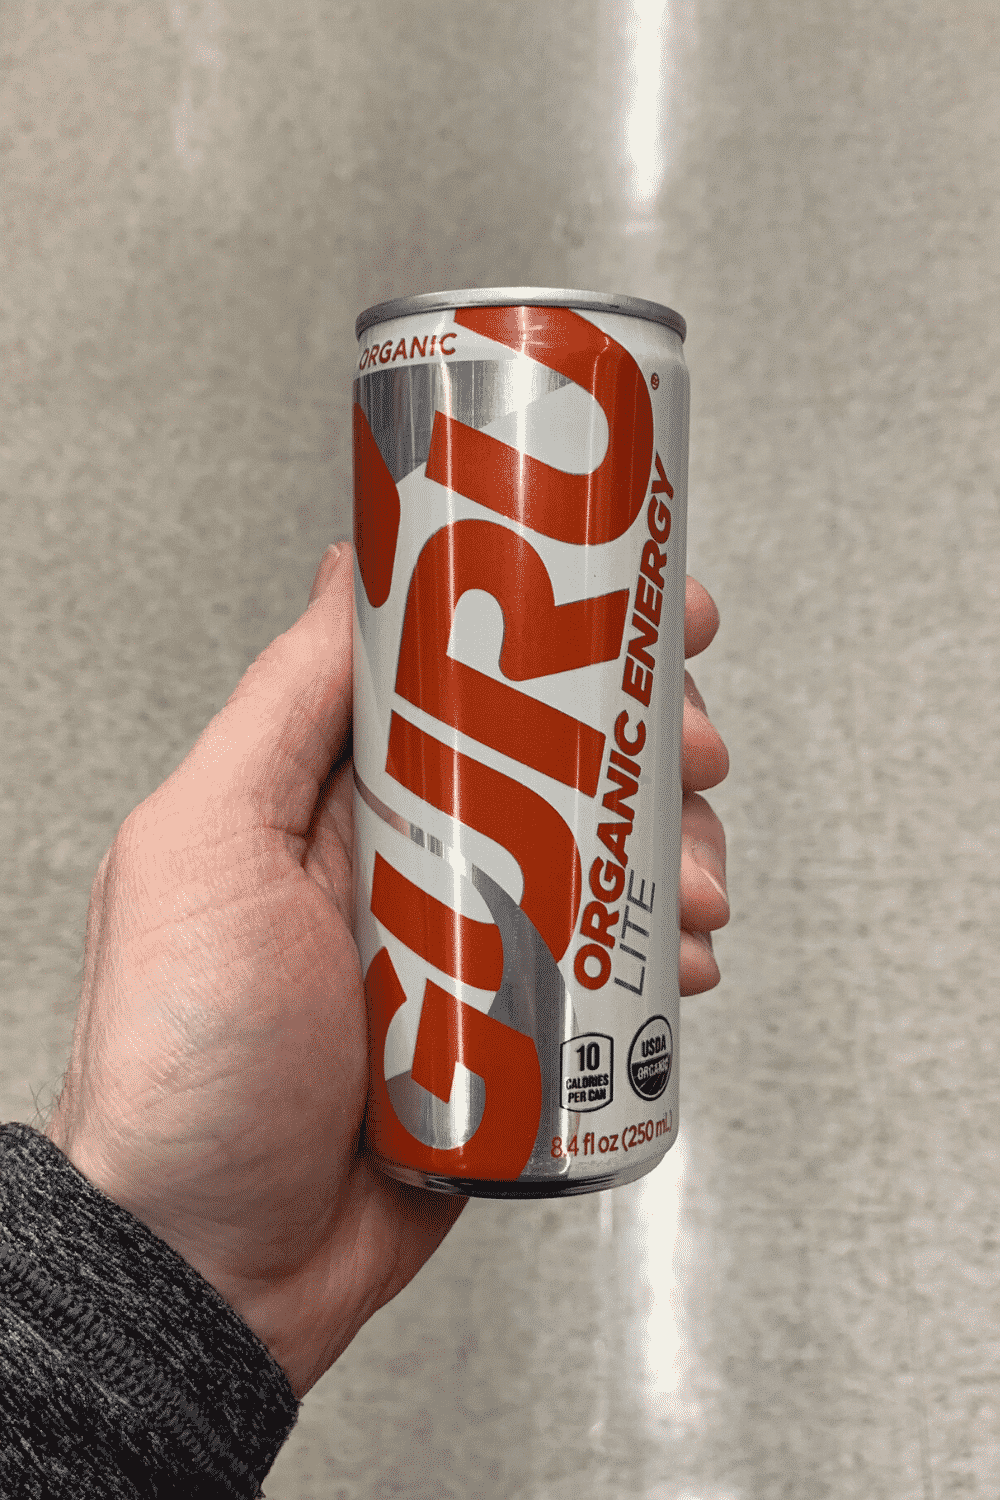 ORGANIC
GURU®
ORGANIC ENERGY
LITE
10
CALORIES
PER CAN
USDA
ORGANIC
8.4 fl oz (250 mL)